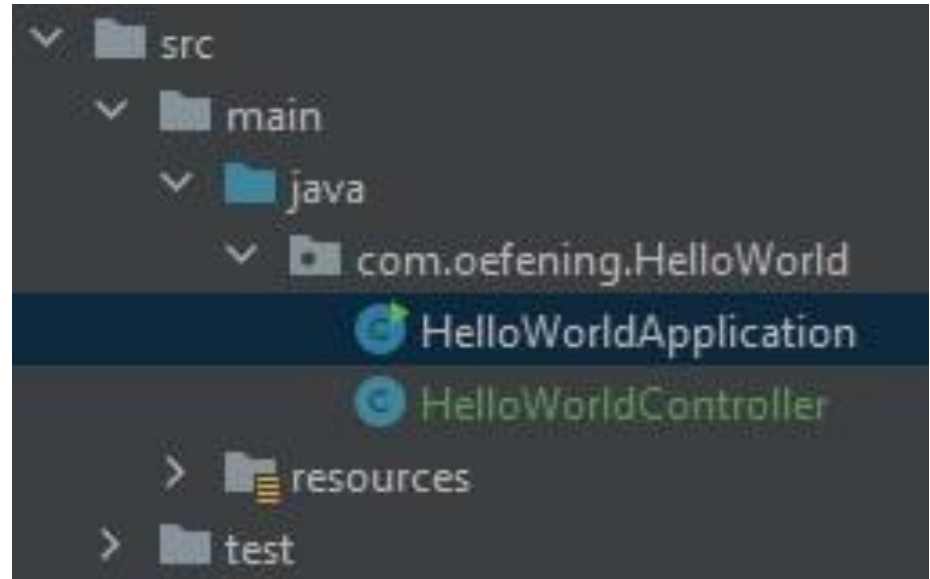 src
main
java
com.oefening.HelloWorld
HelloWorldApplication
HelloWorldController
resources
test